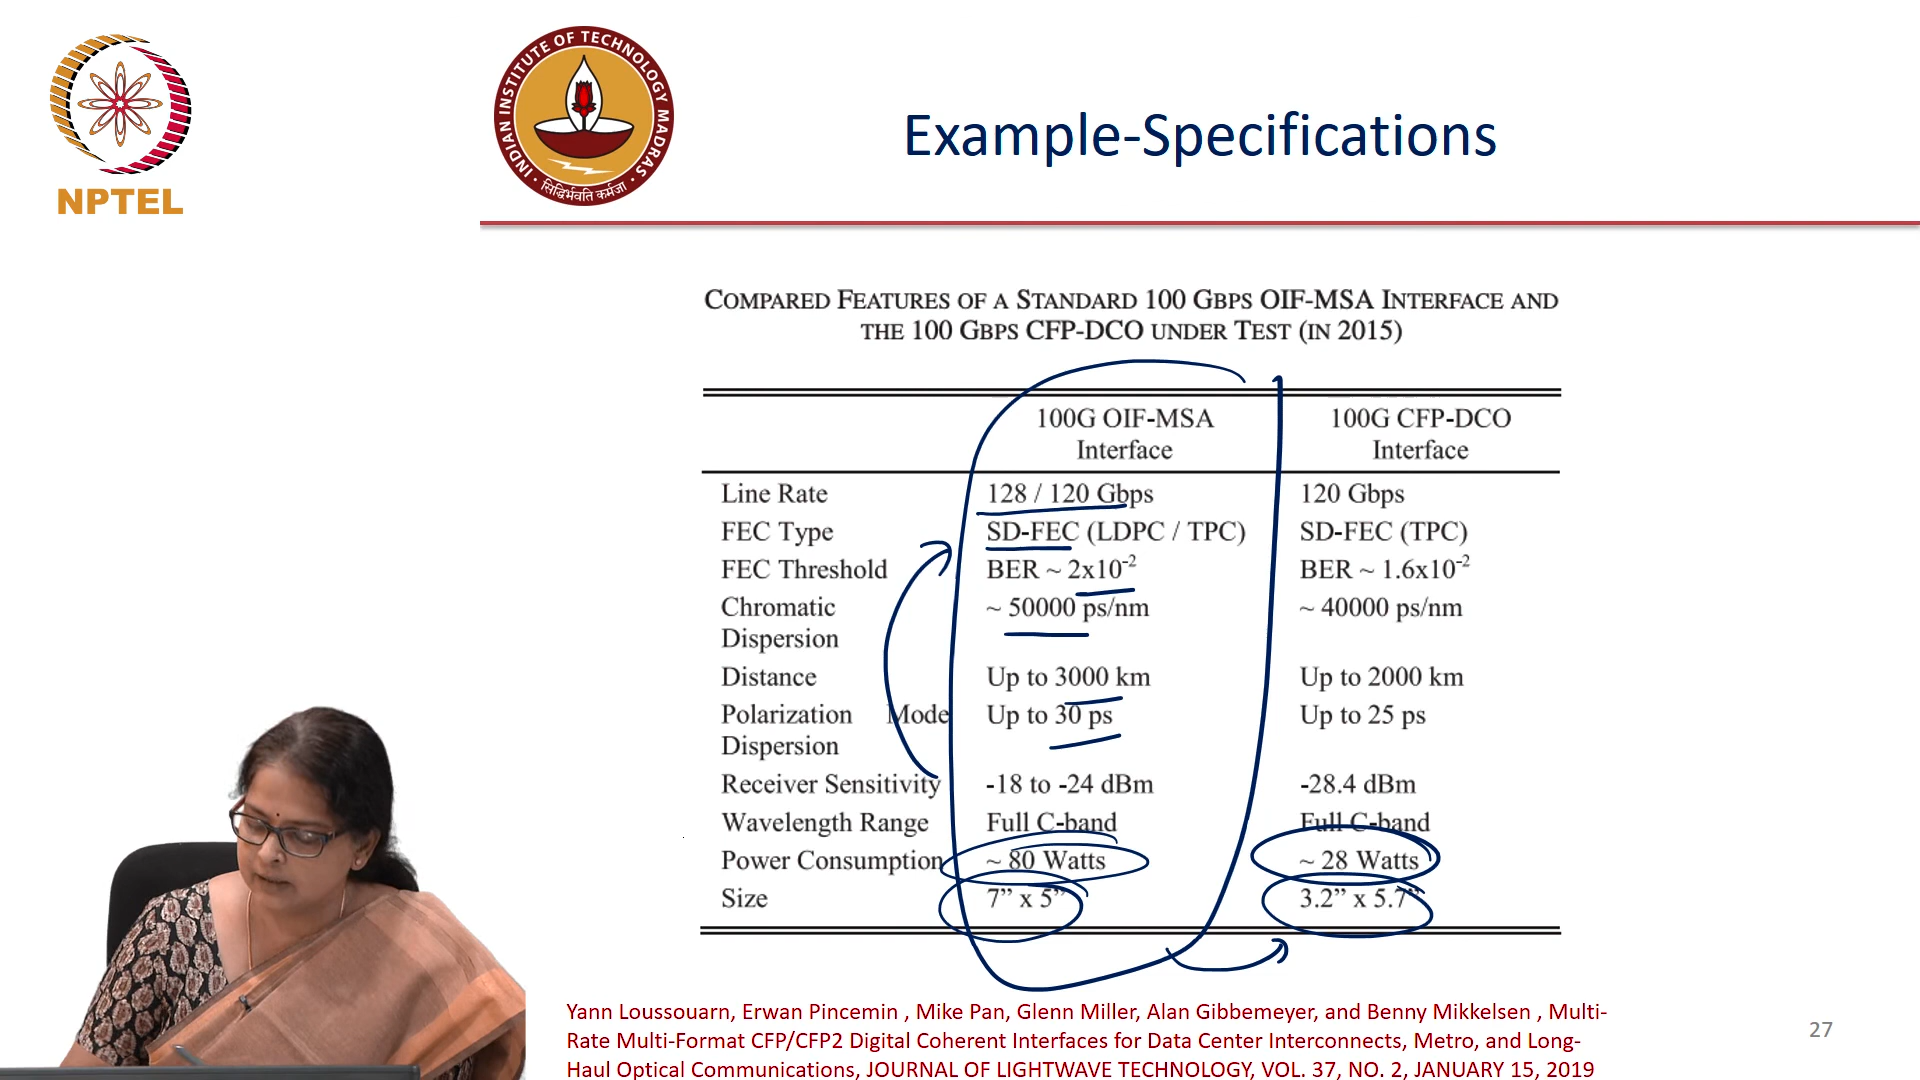 NPTEL
INDIAN INSTITUTE OF TECHNOLOGY MADRAS
सिद्धिर्भवति कर्मजा
Example-Specifications
COMPARED FEATURES OF A STANDARD 100 GBPS OIF-MSA INTERFACE AND
THE 100 GBPS CFP-DCO UNDER TEST (IN 2015)
100G OIF-MSA Interface 100G CFP-DCO Interface
Line Rate 128 / 120 Gbps 120 Gbps
FEC Type SD-FEC (LDPC / TPC) SD-FEC (TPC)
FEC Threshold BER ~ 2x10⁻² BER ~ 1.6x10⁻²
Chromatic Dispersion ~ 50000 ps/nm ~ 40000 ps/nm
Distance Up to 3000 km Up to 2000 km
Polarization Mode Dispersion Up to 30 ps Up to 25 ps
Receiver Sensitivity -18 to -24 dBm -28.4 dBm
Wavelength Range Full C-band Full C-band
Power Consumption ~ 80 Watts ~ 28 Watts
Size 7” x 5” 3.2” x 5.7”
Yann Loussouarn, Erwan Pincemin , Mike Pan, Glenn Miller, Alan Gibbemeyer, and Benny Mikkelsen , Multi-
Rate Multi-Format CFP/CFP2 Digital Coherent Interfaces for Data Center Interconnects, Metro, and Long-
Haul Optical Communications, JOURNAL OF LIGHTWAVE TECHNOLOGY, VOL. 37, NO. 2, JANUARY 15, 2019
27